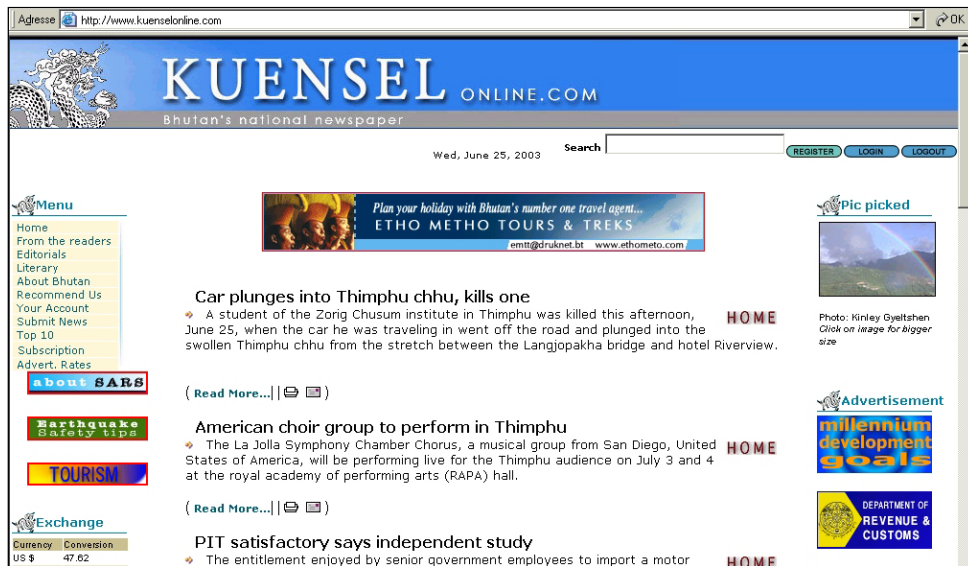 Adresse http://www.kuenselonline.com OK
KUENSEL ONLINE.COM
Bhutan's national newspaper
Wed, June 25, 2003 Search REGISTER LOGIN LOGOUT
Menu
Home
From the readers
Editorials
Literary
About Bhutan
Recommend Us
Your Account
Submit News
Top 10
Subscription
Advert. Rates
about SARS
Earthquake
Safety tips
TOURISM
Exchange
Currency Conversion
US $ 47.62
Plan your holiday with Bhutan's number one travel agent...
ETHO METHO TOURS & TREKS
emtt@druknet.bt www.ethometo.com
Car plunges into Thimphu chhu, kills one
A student of the Zorig Chusum institute in Thimphu was killed this afternoon,
June 25, when the car he was traveling in went off the road and plunged into the
swollen Thimphu chhu from the stretch between the Langjopakha bridge and hotel Riverview.
HOME
( Read More...|| )
American choir group to perform in Thimphu
The La Jolla Symphony Chamber Chorus, a musical group from San Diego, United
States of America, will be performing live for the Thimphu audience on July 3 and 4
at the royal academy of performing arts (RAPA) hall.
HOME
( Read More...|| )
PIT satisfactory says independent study
The entitlement enjoyed by senior government employees to import a motor
HOME
Pic picked
Photo: Kinley Gyeltshen
Click on image for bigger
size
Advertisement
millennium
development
goals
DEPARTMENT OF
REVENUE &
CUSTOMS